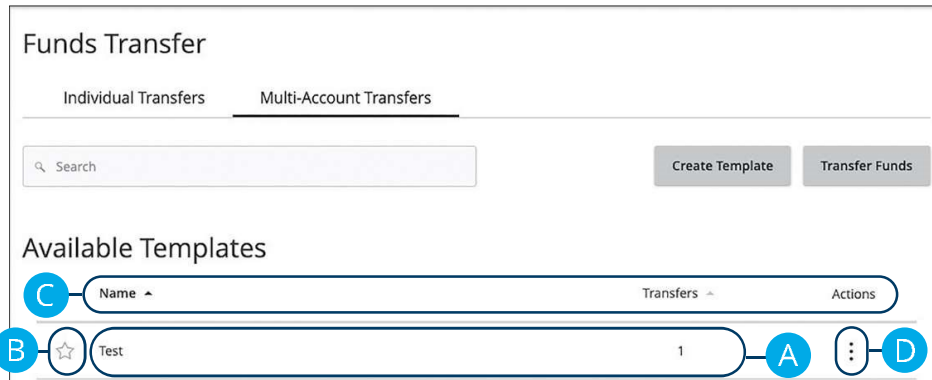 Funds Transfer
Individual Transfers Multi-Account Transfers
Search Create Template Transfer Funds
Available Templates
C Name Transfers Actions
B Test 1 A D